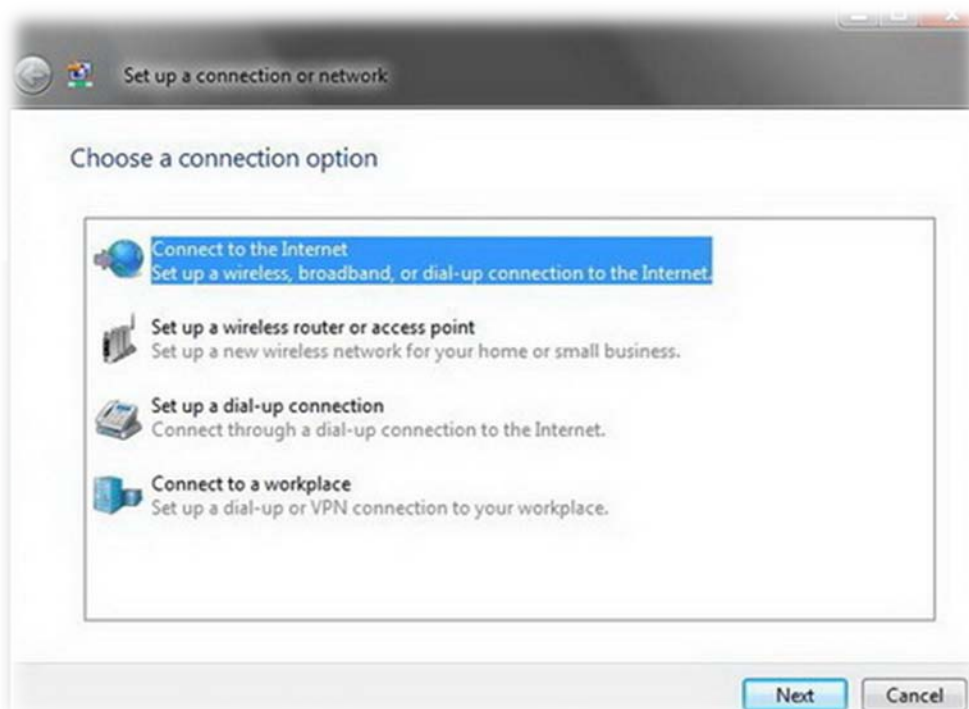 Set up a connection or network
Choose a connection option
Connect to the Internet
Set up a wireless, broadband, or dial-up connection to the Internet.
Set up a wireless router or access point
Set up a new wireless network for your home or small business.
Set up a dial-up connection
Connect through a dial-up connection to the Internet.
Connect to a workplace
Set up a dial-up or VPN connection to your workplace.
Next Cancel